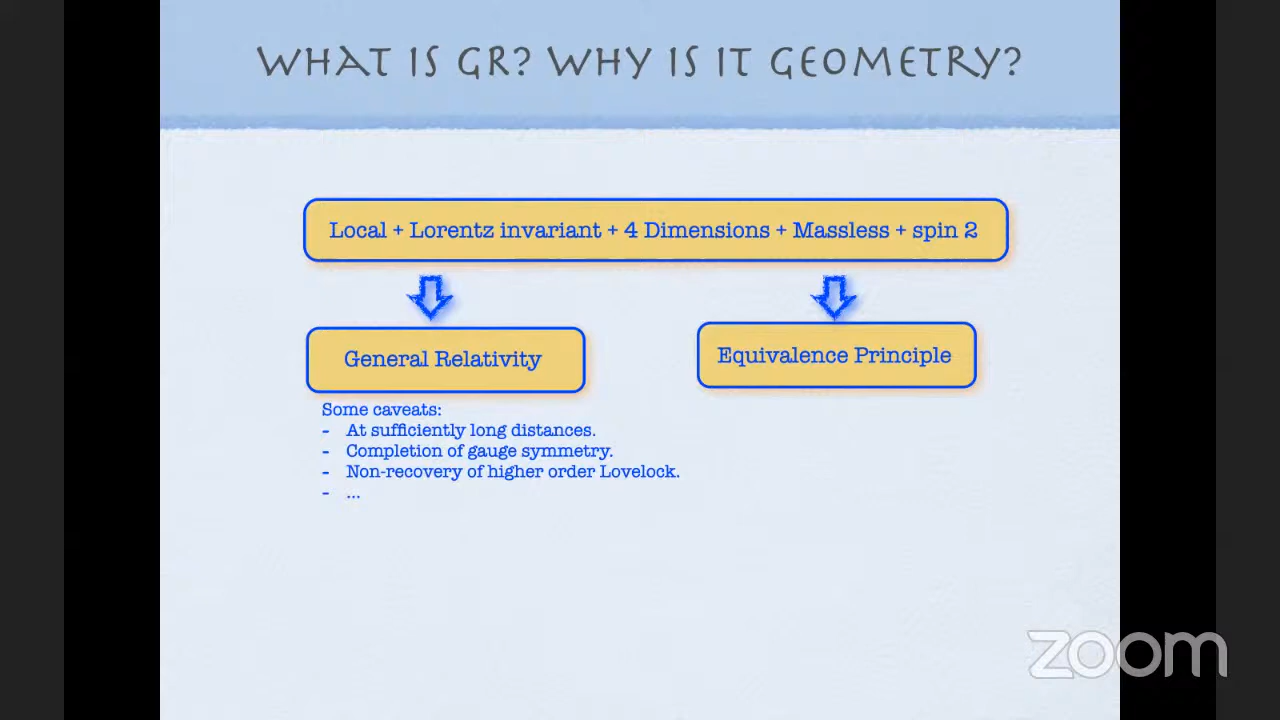 WHAT IS GR? WHY IS IT GEOMETRY?
Local + Lorentz invariant + 4 Dimensions + Massless + spin 2
General Relativity
Equivalence Principle
Some caveats:
- At sufficiently long distances.
- Completion of gauge symmetry.
- Non-recovery of higher order Lovelock.
- ...
zoom